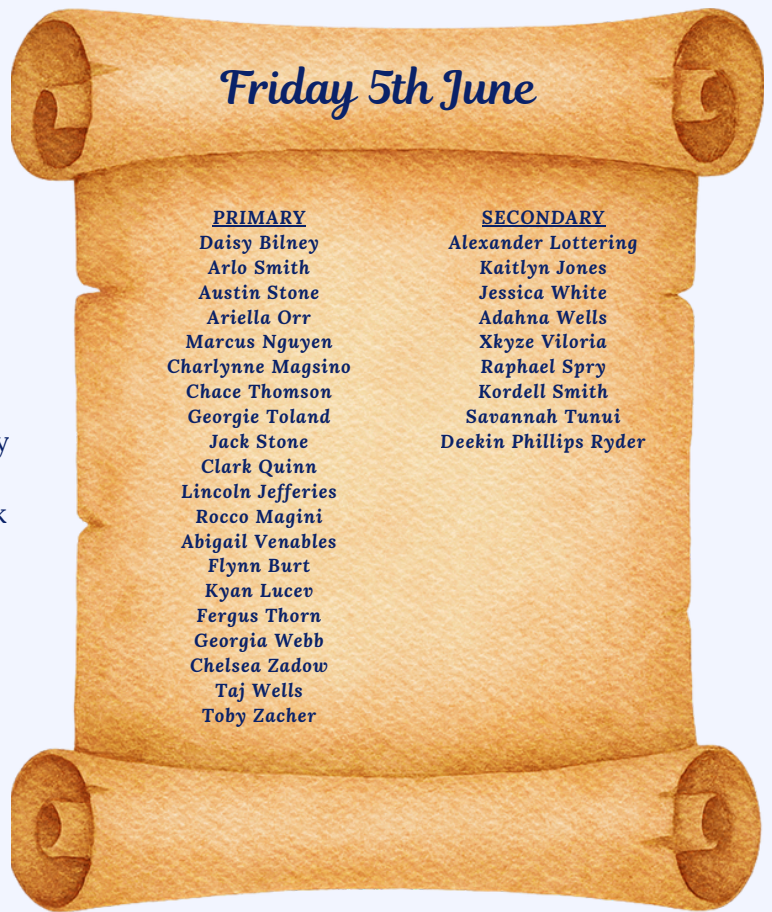 Friday 5th June
PRIMARY
Daisy Bilney
Arlo Smith
Austin Stone
Ariella Orr
Marcus Nguyen
Charlynne Magsino
Chace Thomson
Georgie Toland
Jack Stone
Clark Quinn
Lincoln Jefferies
Rocco Magini
Abigail Venables
Flynn Burt
Kyan Lucev
Fergus Thorn
Georgia Webb
Chelsea Zadow
Taj Wells
Toby Zacher
SECONDARY
Alexander Lottering
Kaitlyn Jones
Jessica White
Adahna Wells
Xkyze Viloria
Raphael Spry
Kordell Smith
Savannah Tunui
Deekin Phillips Ryder